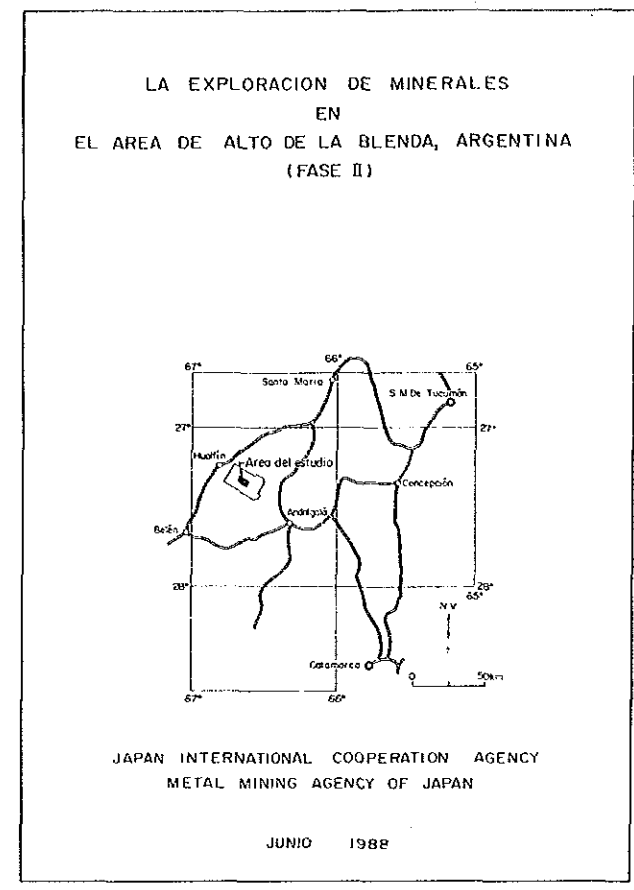 LA EXPLORACION DE MINERALES
EN
EL AREA DE ALTO DE LA BLENDA, ARGENTINA
(FASE II)
67°
66°
65°
Santa Maria
S.M.De Tucumán
27°
27°
Hualfin
Area del estudio
Concepción
Andalgalá
Belén
28°
28°
65°
N.V
Catamarca
0 50km
67°
66°
JAPAN INTERNATIONAL COOPERATION AGENCY
METAL MINING AGENCY OF JAPAN
JUNIO 1988